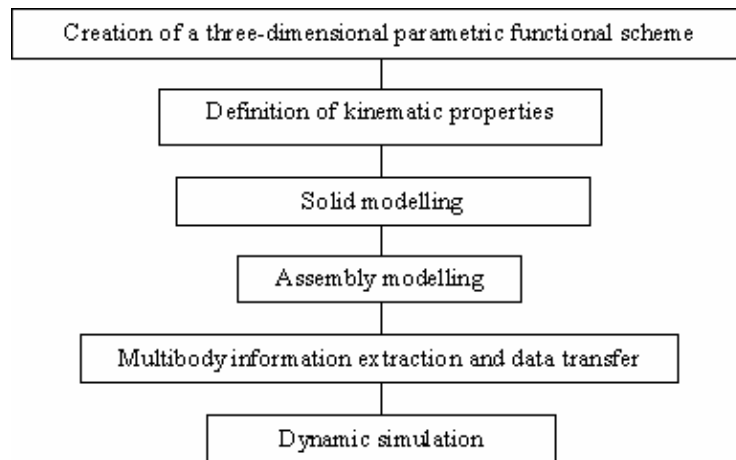 Creation of a three-dimensional parametric functional scheme
Definition of kinematic properties
Solid modelling
Assembly modelling
Multibody information extraction and data transfer
Dynamic simulation